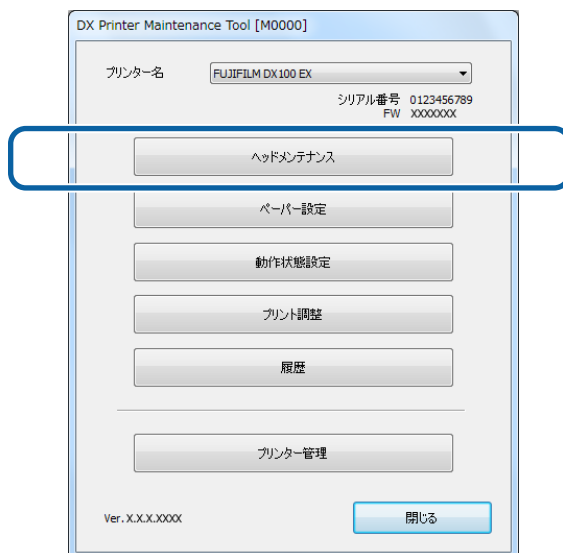 DX Printer Maintenance Tool [M0000]
プリンター名 FUJIFILM DX100 EX
シリアル番号 0123456789
FW XXXXXXX
ヘッドメンテナンス
ペーパー設定
動作状態設定
プリント調整
履歴
プリンター管理
Ver.X.X.X.XXXX 閉じる